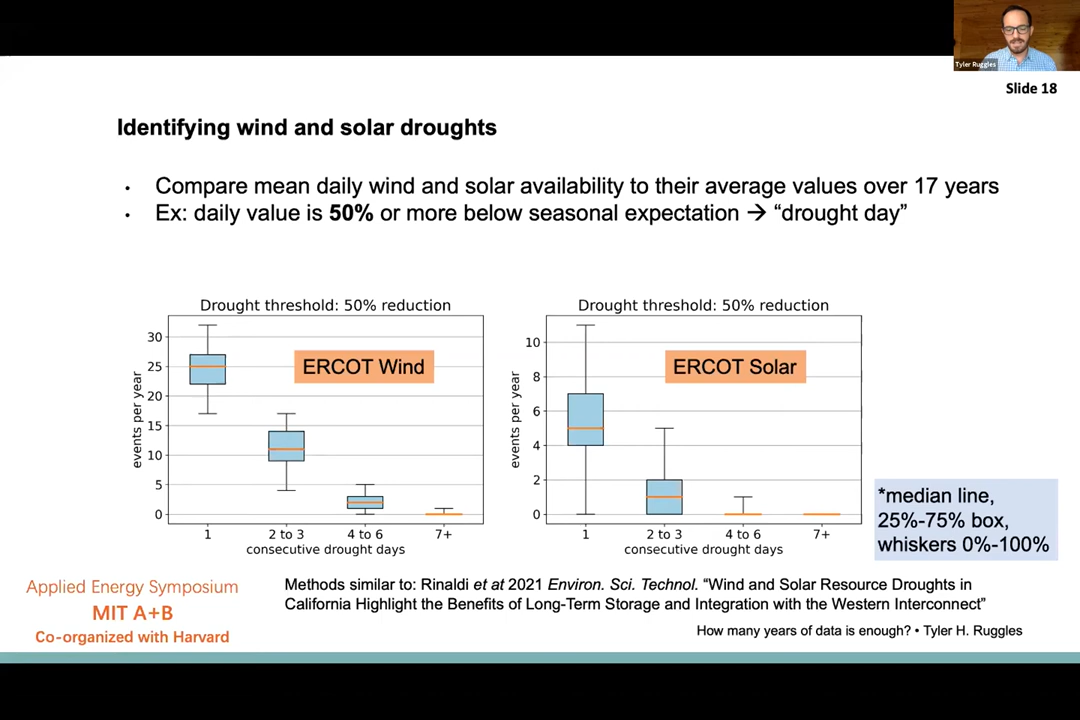 Tyler Ruggles
Slide 18
Identifying wind and solar droughts
• Compare mean daily wind and solar availability to their average values over 17 years
• Ex: daily value is 50% or more below seasonal expectation → “drought day”
Drought threshold: 50% reduction
ERCOT Wind
events per year
30
25
20
15
10
5
0
1 2 to 3 4 to 6 7+
consecutive drought days
Drought threshold: 50% reduction
ERCOT Solar
events per year
10
8
6
4
2
0
1 2 to 3 4 to 6 7+
consecutive drought days
*median line,
25%-75% box,
whiskers 0%-100%
Applied Energy Symposium
MIT A+B
Co-organized with Harvard
Methods similar to: Rinaldi et at 2021 Environ. Sci. Technol. “Wind and Solar Resource Droughts in
California Highlight the Benefits of Long-Term Storage and Integration with the Western Interconnect”
How many years of data is enough? • Tyler H. Ruggles